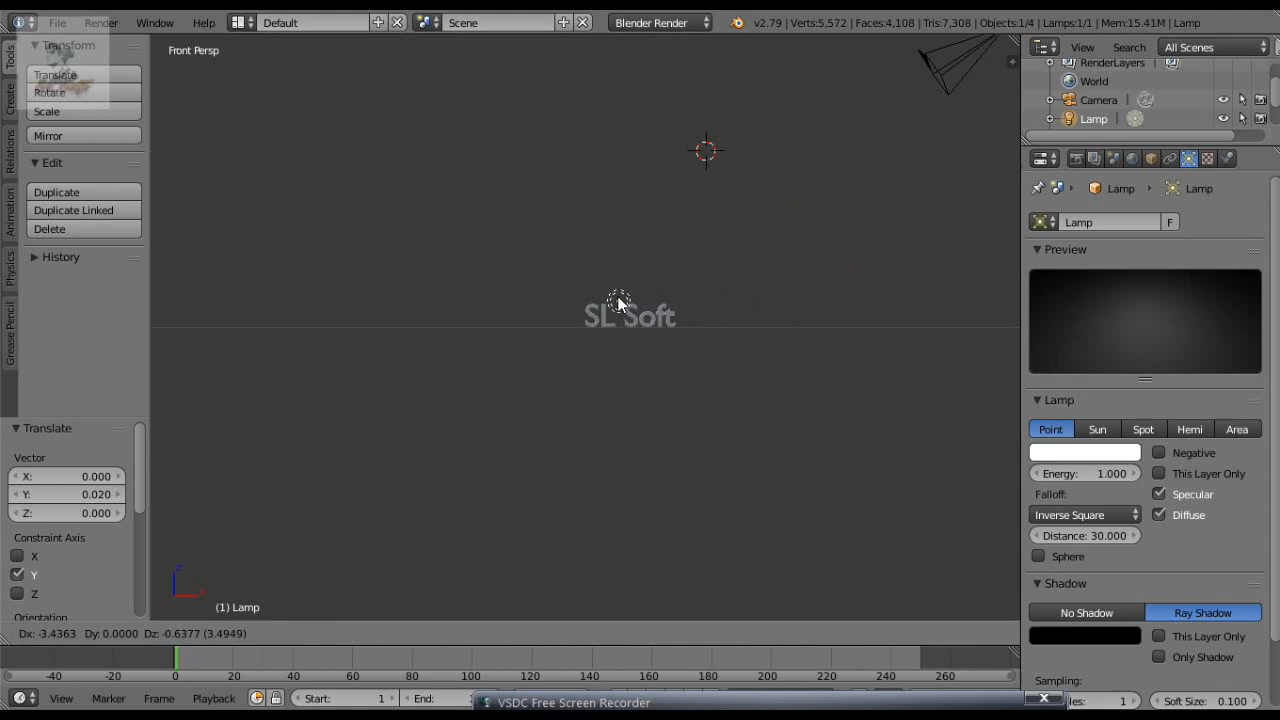 File Render Window Help Default Scene Blender Render v2.79 | Verts:5,572 | Faces:4,108 | Tris:7,308 | Objects:1/4 | Lamps:1/1 | Mem:15.41M | Lamp
Transform
Translate
Rotate
Scale
Mirror
Edit
Duplicate
Duplicate Linked
Delete
History
Tools
Create
Relations
Animation
Physics
Grease Pencil
Translate
Vector
X: 0.000
Y: 0.020
Z: 0.000
Constraint Axis
X
Y
Z
Orientation
Front Persp
SL Soft
(1) Lamp
Dx: -3.4363 Dy: 0.0000 Dz: -0.6377 (3.4949)
View Search All Scenes
RenderLayers
World
Camera
Lamp
Lamp Lamp
Lamp F
Preview
Lamp
Point Sun Spot Hemi Area
Negative
Energy: 1.000 This Layer Only
Falloff: Specular
Inverse Square Diffuse
Distance: 30.000
Sphere
Shadow
No Shadow Ray Shadow
This Layer Only
Only Shadow
Sampling:
1 Soft Size: 0.100
-40 -20 0 20 40 60 80 100 120 140 160 180 200 220 240 260
View Marker Frame Playback Start: 1 End:
VSDC Free Screen Recorder